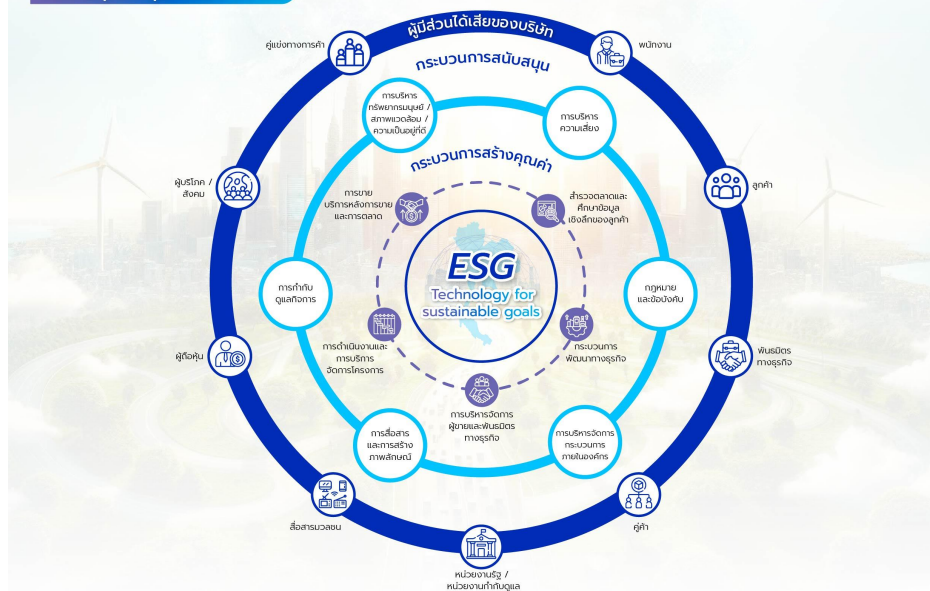 ผู้มีส่วนได้เสียของบริษัท
คู่แข่งทางการค้า
พนักงาน
กระบวนการสนับสนุน
การบริหาร
ทรัพยากรมนุษย์ /
สภาพแวดล้อม /
ความเป็นอยู่ที่ดี
การบริหาร
ความเสี่ยง
กระบวนการสร้างคุณค่า
ผู้บริโภค /
สังคม
การขาย
บริการหลังการขาย
และการตลาด
สำรวจตลาดและ
ศึกษาข้อมูล
เชิงลึกของลูกค้า
ลูกค้า
ESG
Technology for
sustainable goals
การกำกับ
ดูแลกิจการ
กฎหมาย
และข้อบังคับ
ผู้ถือหุ้น
การดำเนินงานและ
การบริการ
จัดการโครงการ
กระบวนการ
พัฒนาทางธุรกิจ
พันธมิตร
ทางธุรกิจ
การบริหารจัดการ
ผู้ขายและพันธมิตร
ทางธุรกิจ
การสื่อสาร
และการสร้าง
ภาพลักษณ์
การบริหารจัดการ
กระบวนการ
ภายในองค์กร
สื่อสารมวลชน
คู่ค้า
หน่วยงานรัฐ /
หน่วยงานกำกับดูแล